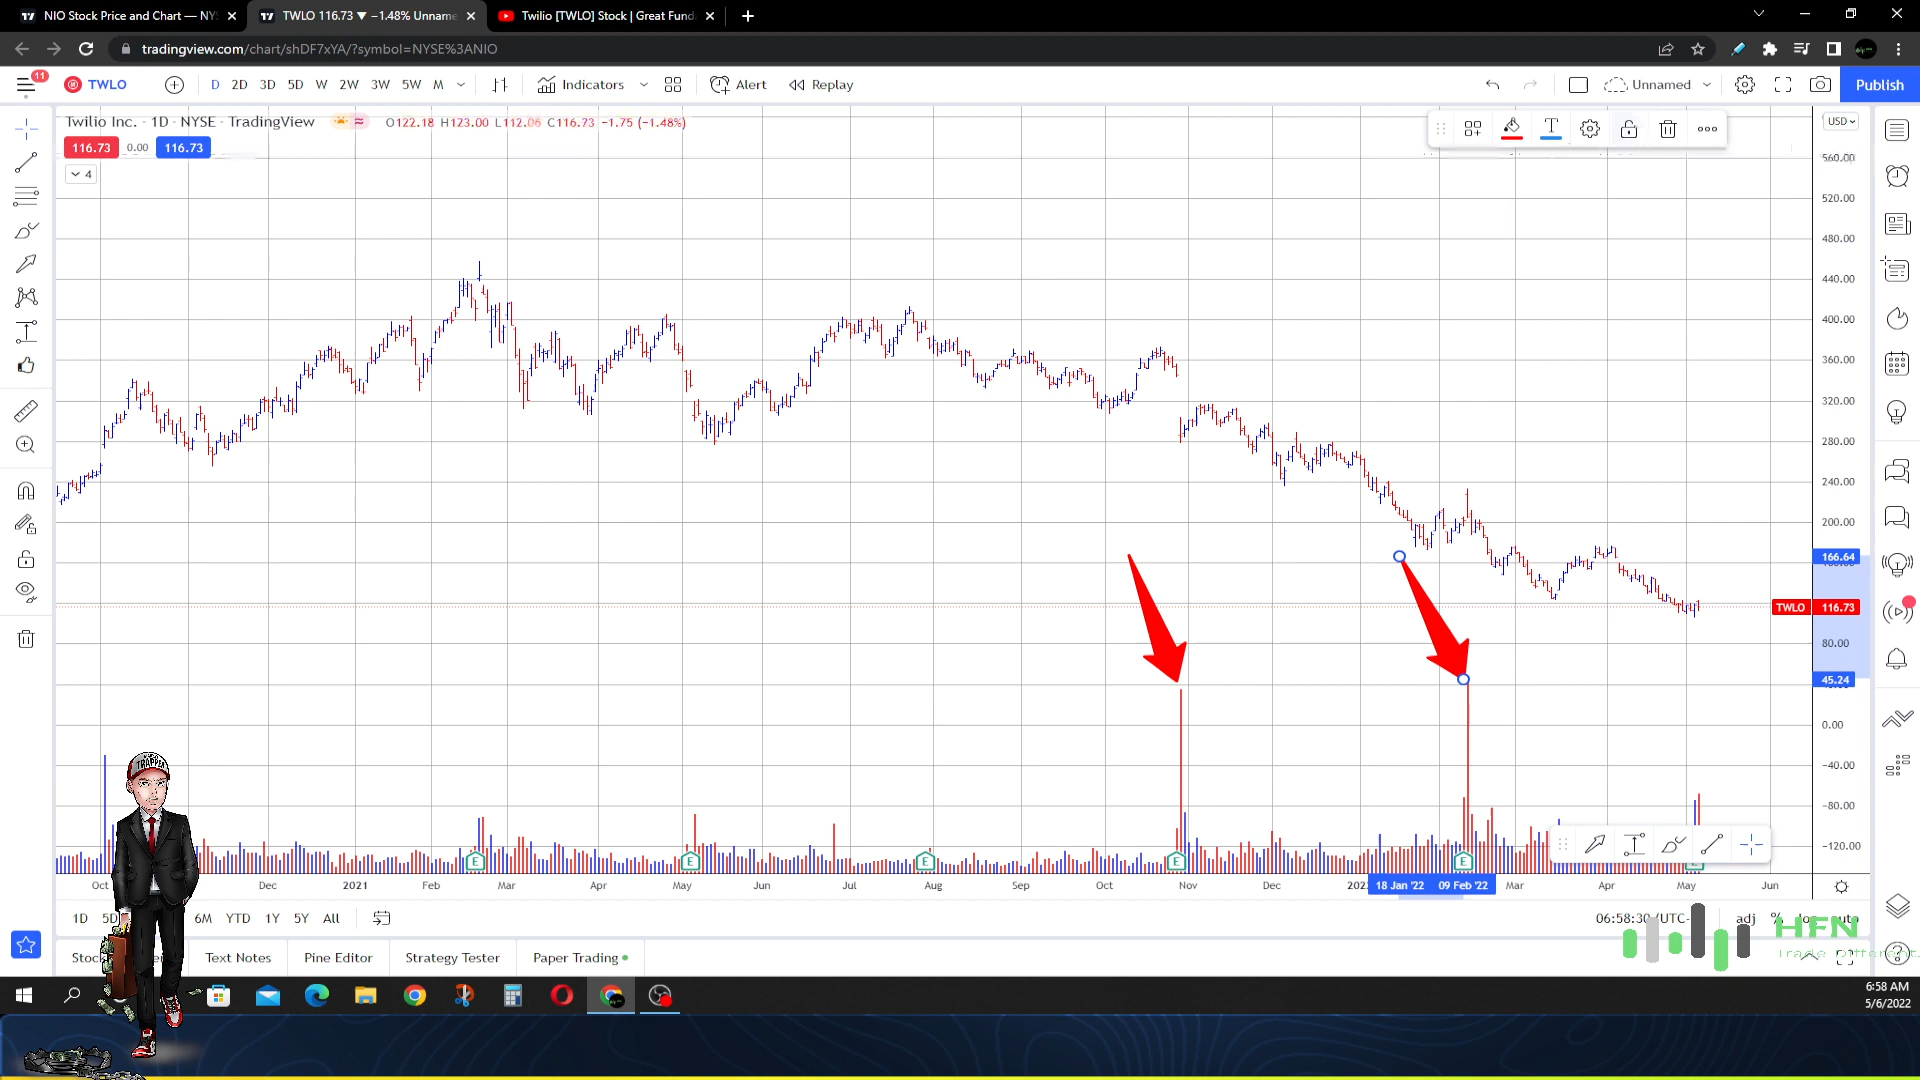 NIO Stock Price and Chart — NYS
TWLO 116.73 ▼ −1.48% Unname
Twilio [TWLO] Stock | Great Fund
tradingview.com/chart/shDF7xYA/?symbol=NYSE%3ANIO
11
TWLO
D 2D 3D 5D W 2W 3W 5W M
Indicators
Alert
Replay
Unnamed
Publish
Twilio Inc. · 1D · NYSE · TradingView
O122.18 H123.00 L112.06 C116.73 −1.75 (−1.48%)
USD
116.73 0.00 116.73
4
560.00
520.00
480.00
440.00
400.00
360.00
320.00
280.00
240.00
200.00
166.64
TWLO 116.73
80.00
45.24
0.00
−40.00
−80.00
−120.00
TRAPPER
E E E E E
Oct Dec 2021 Feb Mar Apr May Jun Jul Aug Sep Oct Nov Dec 18 Jan '22 09 Feb '22 Mar Apr May Jun
1D 6M YTD 1Y 5Y All
06:58:30 (UTC-
adj %
HFN
Text Notes
Pine Editor
Strategy Tester
Paper Trading
6:58 AM
5/6/2022